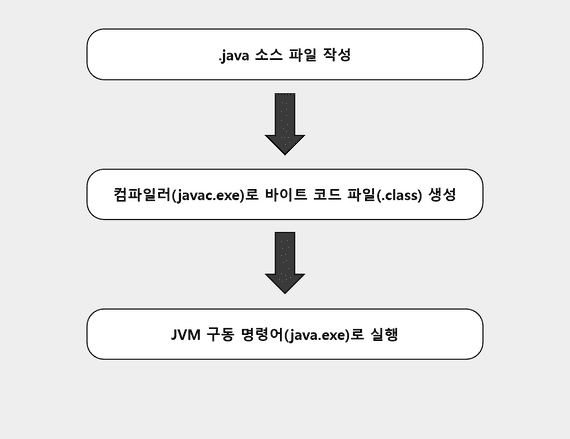 .java 소스 파일 작성
컴파일러(javac.exe)로 바이트 코드 파일(.class) 생성
JVM 구동 명령어(java.exe)로 실행